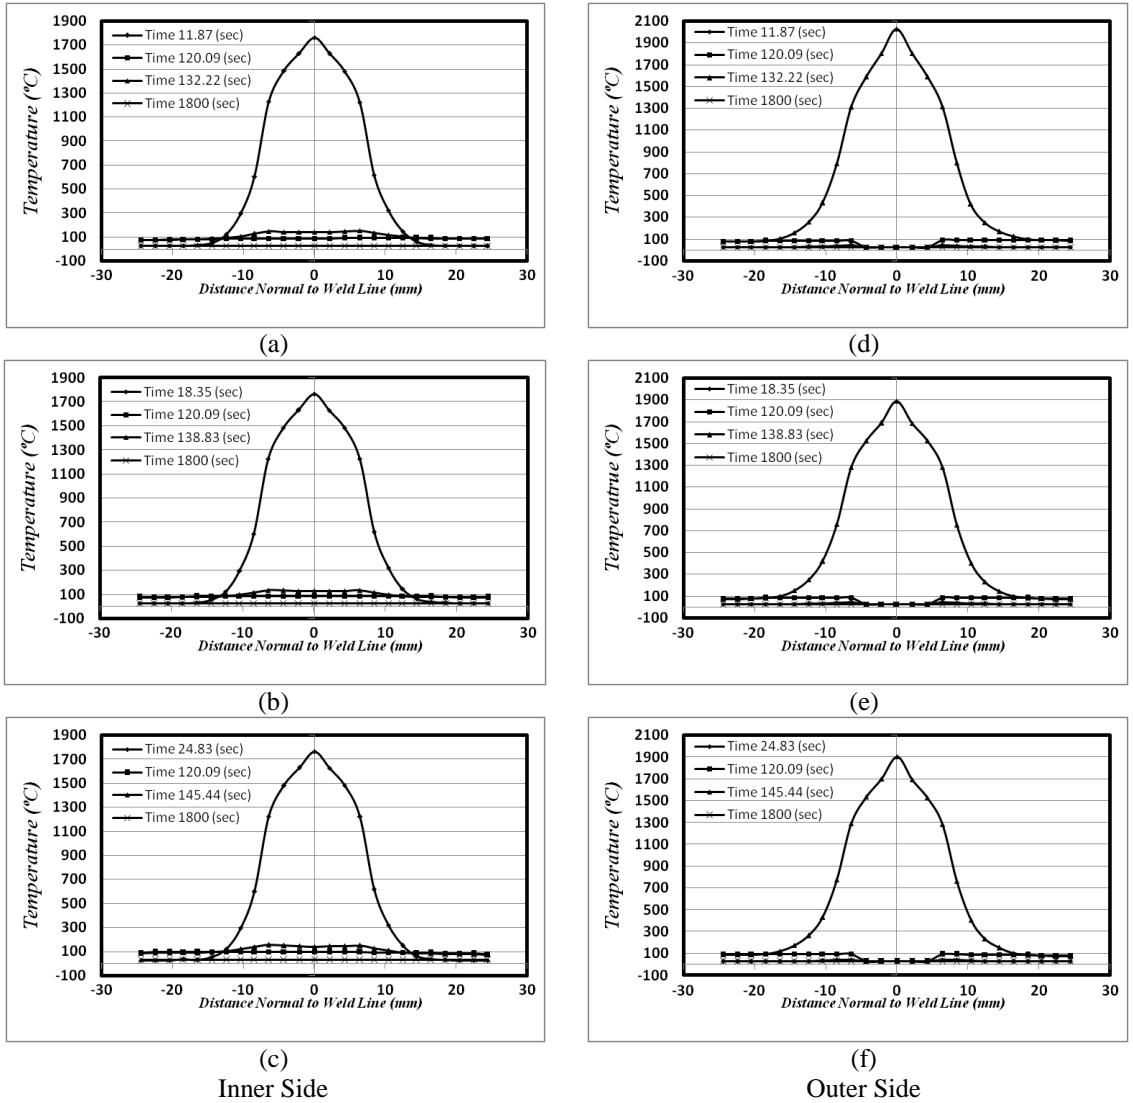 1900
1700
1500
1300
1100
900
700
500
300
100
-100
Temperature (ºC)
Time 11.87 (sec)
Time 120.09 (sec)
Time 132.22 (sec)
Time 1800 (sec)
-30 -20 -10 0 10 20 30
Distance Normal to Weld Line (mm)
(a)
2100
1900
1700
1500
1300
1100
900
700
500
300
100
-100
Temperature (ºC)
Time 11.87 (sec)
Time 120.09 (sec)
Time 132.22 (sec)
Time 1800 (sec)
-30 -20 -10 0 10 20 30
Distance Normal to Weld Line (mm)
(d)
1900
1700
1500
1300
1100
900
700
500
300
100
-100
Temperature (ºC)
Time 18.35 (sec)
Time 120.09 (sec)
Time 138.83 (sec)
Time 1800 (sec)
-30 -20 -10 0 10 20 30
Distance Normal to Weld Line (mm)
(b)
2100
1900
1700
1500
1300
1100
900
700
500
300
100
-100
Temperatrue (ºC)
Time 18.35 (sec)
Time 120.09 (sec)
Time 138.83 (sec)
Time 1800 (sec)
-30 -20 -10 0 10 20 30
Distance Normal to Weld Line (mm)
(e)
1900
1700
1500
1300
1100
900
700
500
300
100
-100
Temperature (ºC)
Time 24.83 (sec)
Time 120.09 (sec)
Time 145.44 (sec)
Time 1800 (sec)
-30 -20 -10 0 10 20 30
Distance Normal to Weld Line (mm)
(c)
Inner Side
2100
1900
1700
1500
1300
1100
900
700
500
300
100
-100
Temperature (ºC)
Time 24.83 (sec)
Time 120.09 (sec)
Time 145.44 (sec)
Time 1800 (sec)
-30 -20 -10 0 10 20 30
Distance Normal to Weld Line (mm)
(f)
Outer Side